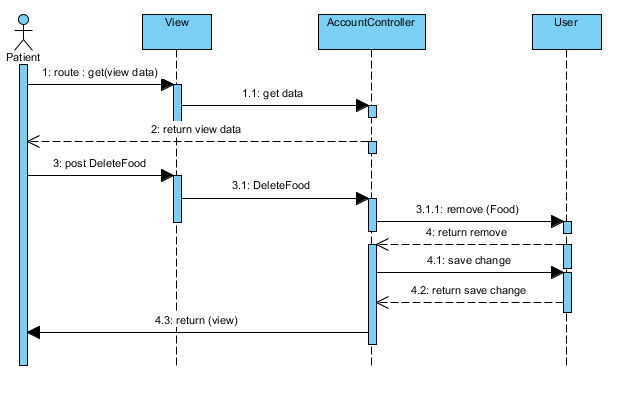 View
AccountController
User
Patient
1: route : get(view data)
1.1: get data
2: return view data
3: post DeleteFood
3.1: DeleteFood
3.1.1: remove (Food)
4: return remove
4.1: save change
4.2: return save change
4.3: return (view)